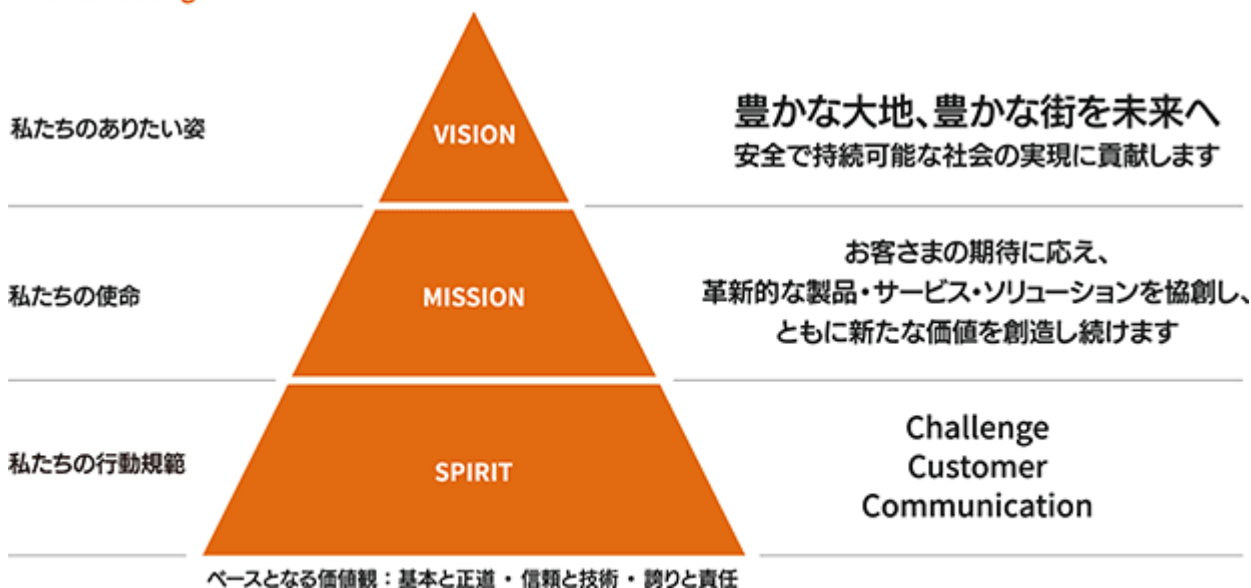 私たちのありたい姿
VISION
豊かな大地、豊かな街を未来へ
安全で持続可能な社会の実現に貢献します
私たちの使命
MISSION
お客さまの期待に応え、
革新的な製品・サービス・ソリューションを協創し、
ともに新たな価値を創造し続けます
私たちの行動規範
SPIRIT
Challenge
Customer
Communication
ベースとなる価値観：基本と正道・信頼と技術・誇りと責任